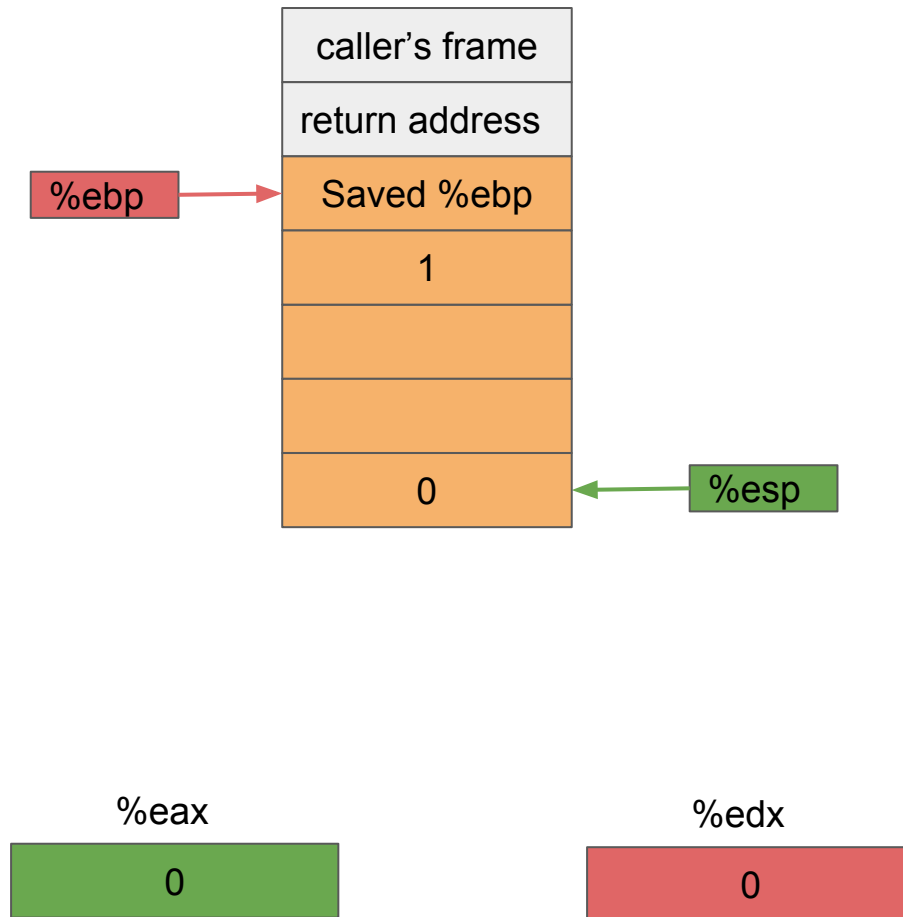 caller’s frame
return address
%ebp
Saved %ebp
1
0
%esp
%eax
%edx
0
0